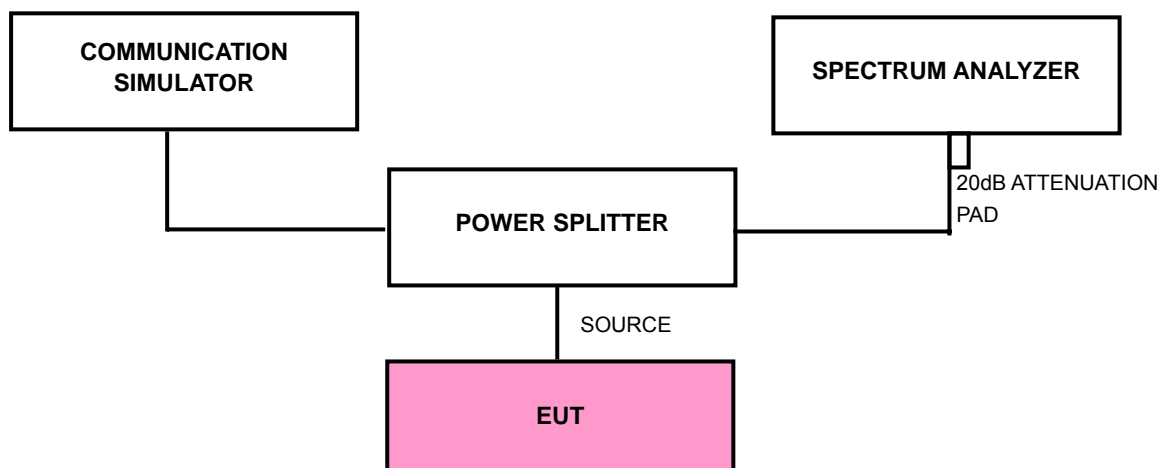 COMMUNICATION
SIMULATOR
SPECTRUM ANALYZER
20dB ATTENUATION
PAD
POWER SPLITTER
SOURCE
EUT